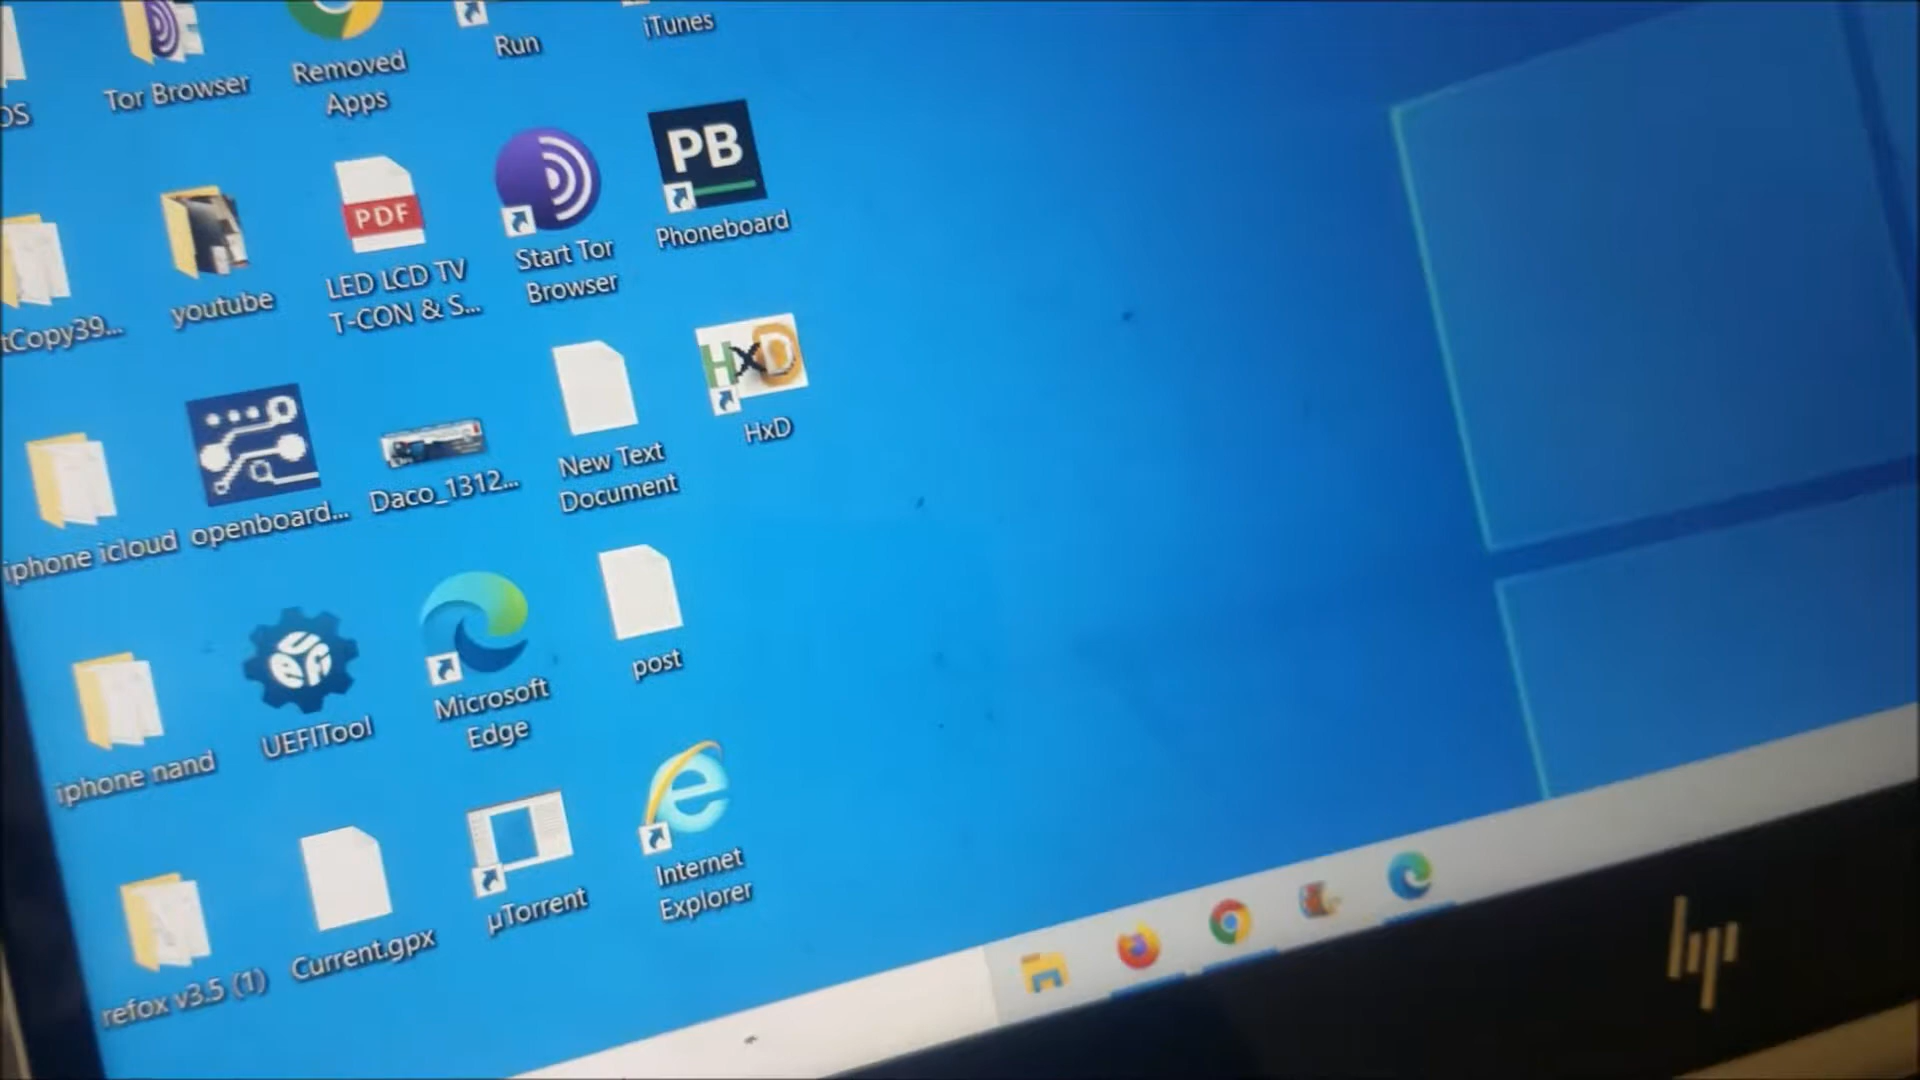 OS
Tor Browser
Removed
Apps
Run
iTunes
tCopy39...
youtube
PDF
LED LCD TV
T-CON & S...
Start Tor
Browser
PB
Phoneboard
iphone icloud
openboard...
Daco_1312...
New Text
Document
HxD
HxD
iphone nand
uefi
UEFITool
Microsoft
Edge
post
refox v3.5 (1)
Current.gpx
µTorrent
Internet
Explorer
hp